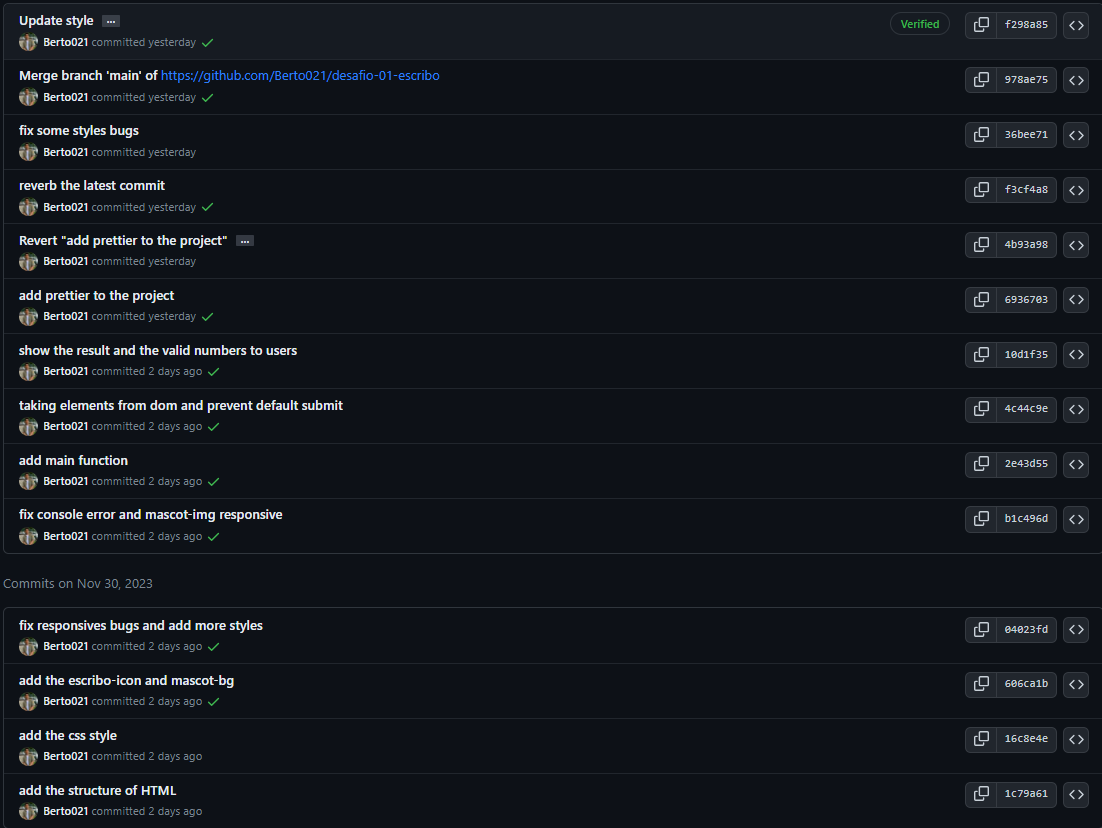 Update style ...
Verified
f298a85
Berto021 committed yesterday
Merge branch 'main' of https://github.com/Berto021/desafio-01-escribo
978ae75
Berto021 committed yesterday
fix some styles bugs
36bee71
Berto021 committed yesterday
reverb the latest commit
f3cf4a8
Berto021 committed yesterday
Revert "add prettier to the project" ...
4b93a98
Berto021 committed yesterday
add prettier to the project
6936703
Berto021 committed yesterday
show the result and the valid numbers to users
10d1f35
Berto021 committed 2 days ago
taking elements from dom and prevent default submit
4c44c9e
Berto021 committed 2 days ago
add main function
2e43d55
Berto021 committed 2 days ago
fix console error and mascot-img responsive
b1c496d
Berto021 committed 2 days ago
Commits on Nov 30, 2023
fix responsives bugs and add more styles
04023fd
Berto021 committed 2 days ago
add the escribo-icon and mascot-bg
606ca1b
Berto021 committed 2 days ago
add the css style
16c8e4e
Berto021 committed 2 days ago
add the structure of HTML
1c79a61
Berto021 committed 2 days ago